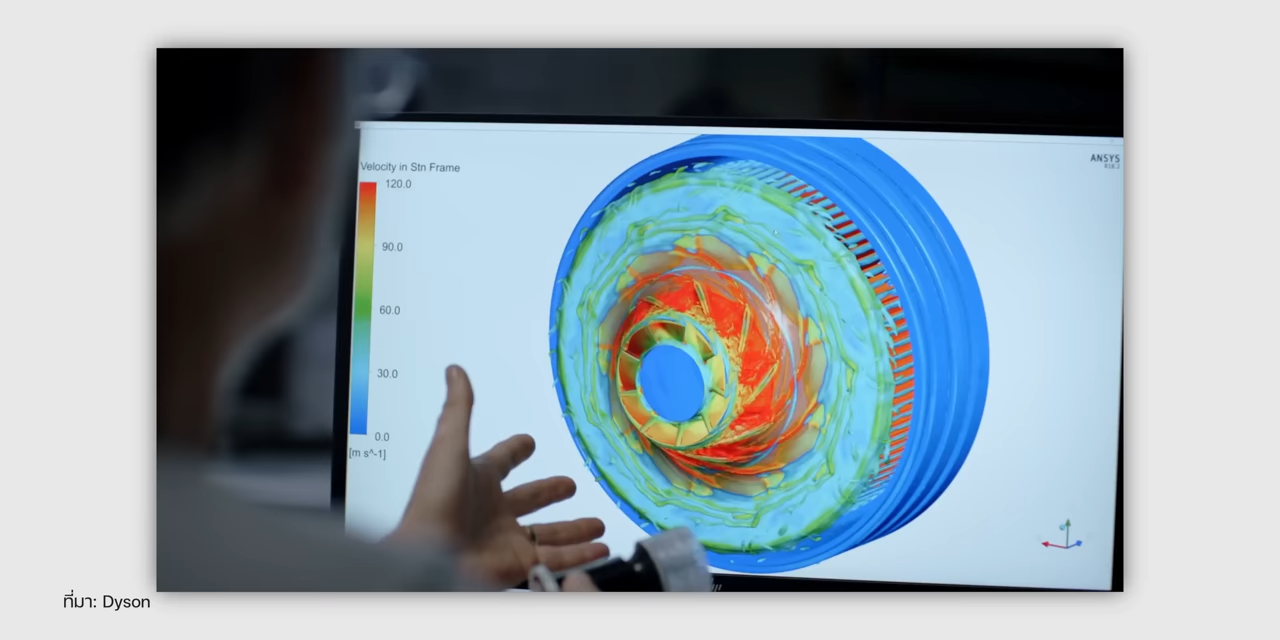 Velocity in Stn Frame
ANSYS
120.0
90.0
60.0
30.0
0.0
[m s^-1]
ที่มา: Dyson